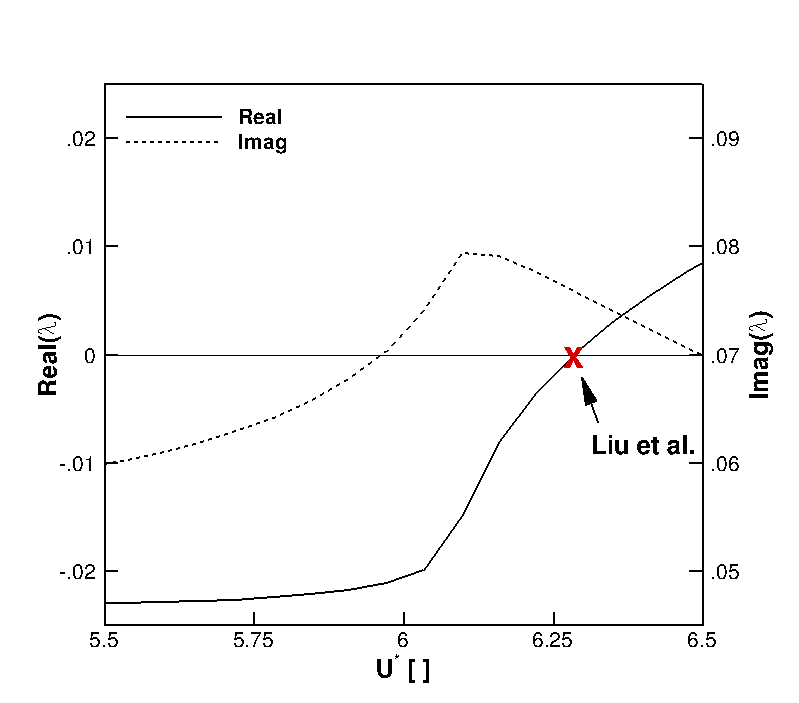 Real
Imag
.02
.01
0
-.01
-.02
.09
.08
.07
.06
.05
Real(λ)
Imag(λ)
X
Liu et al.
5.5 5.75 6 6.25 6.5
U* [ ]